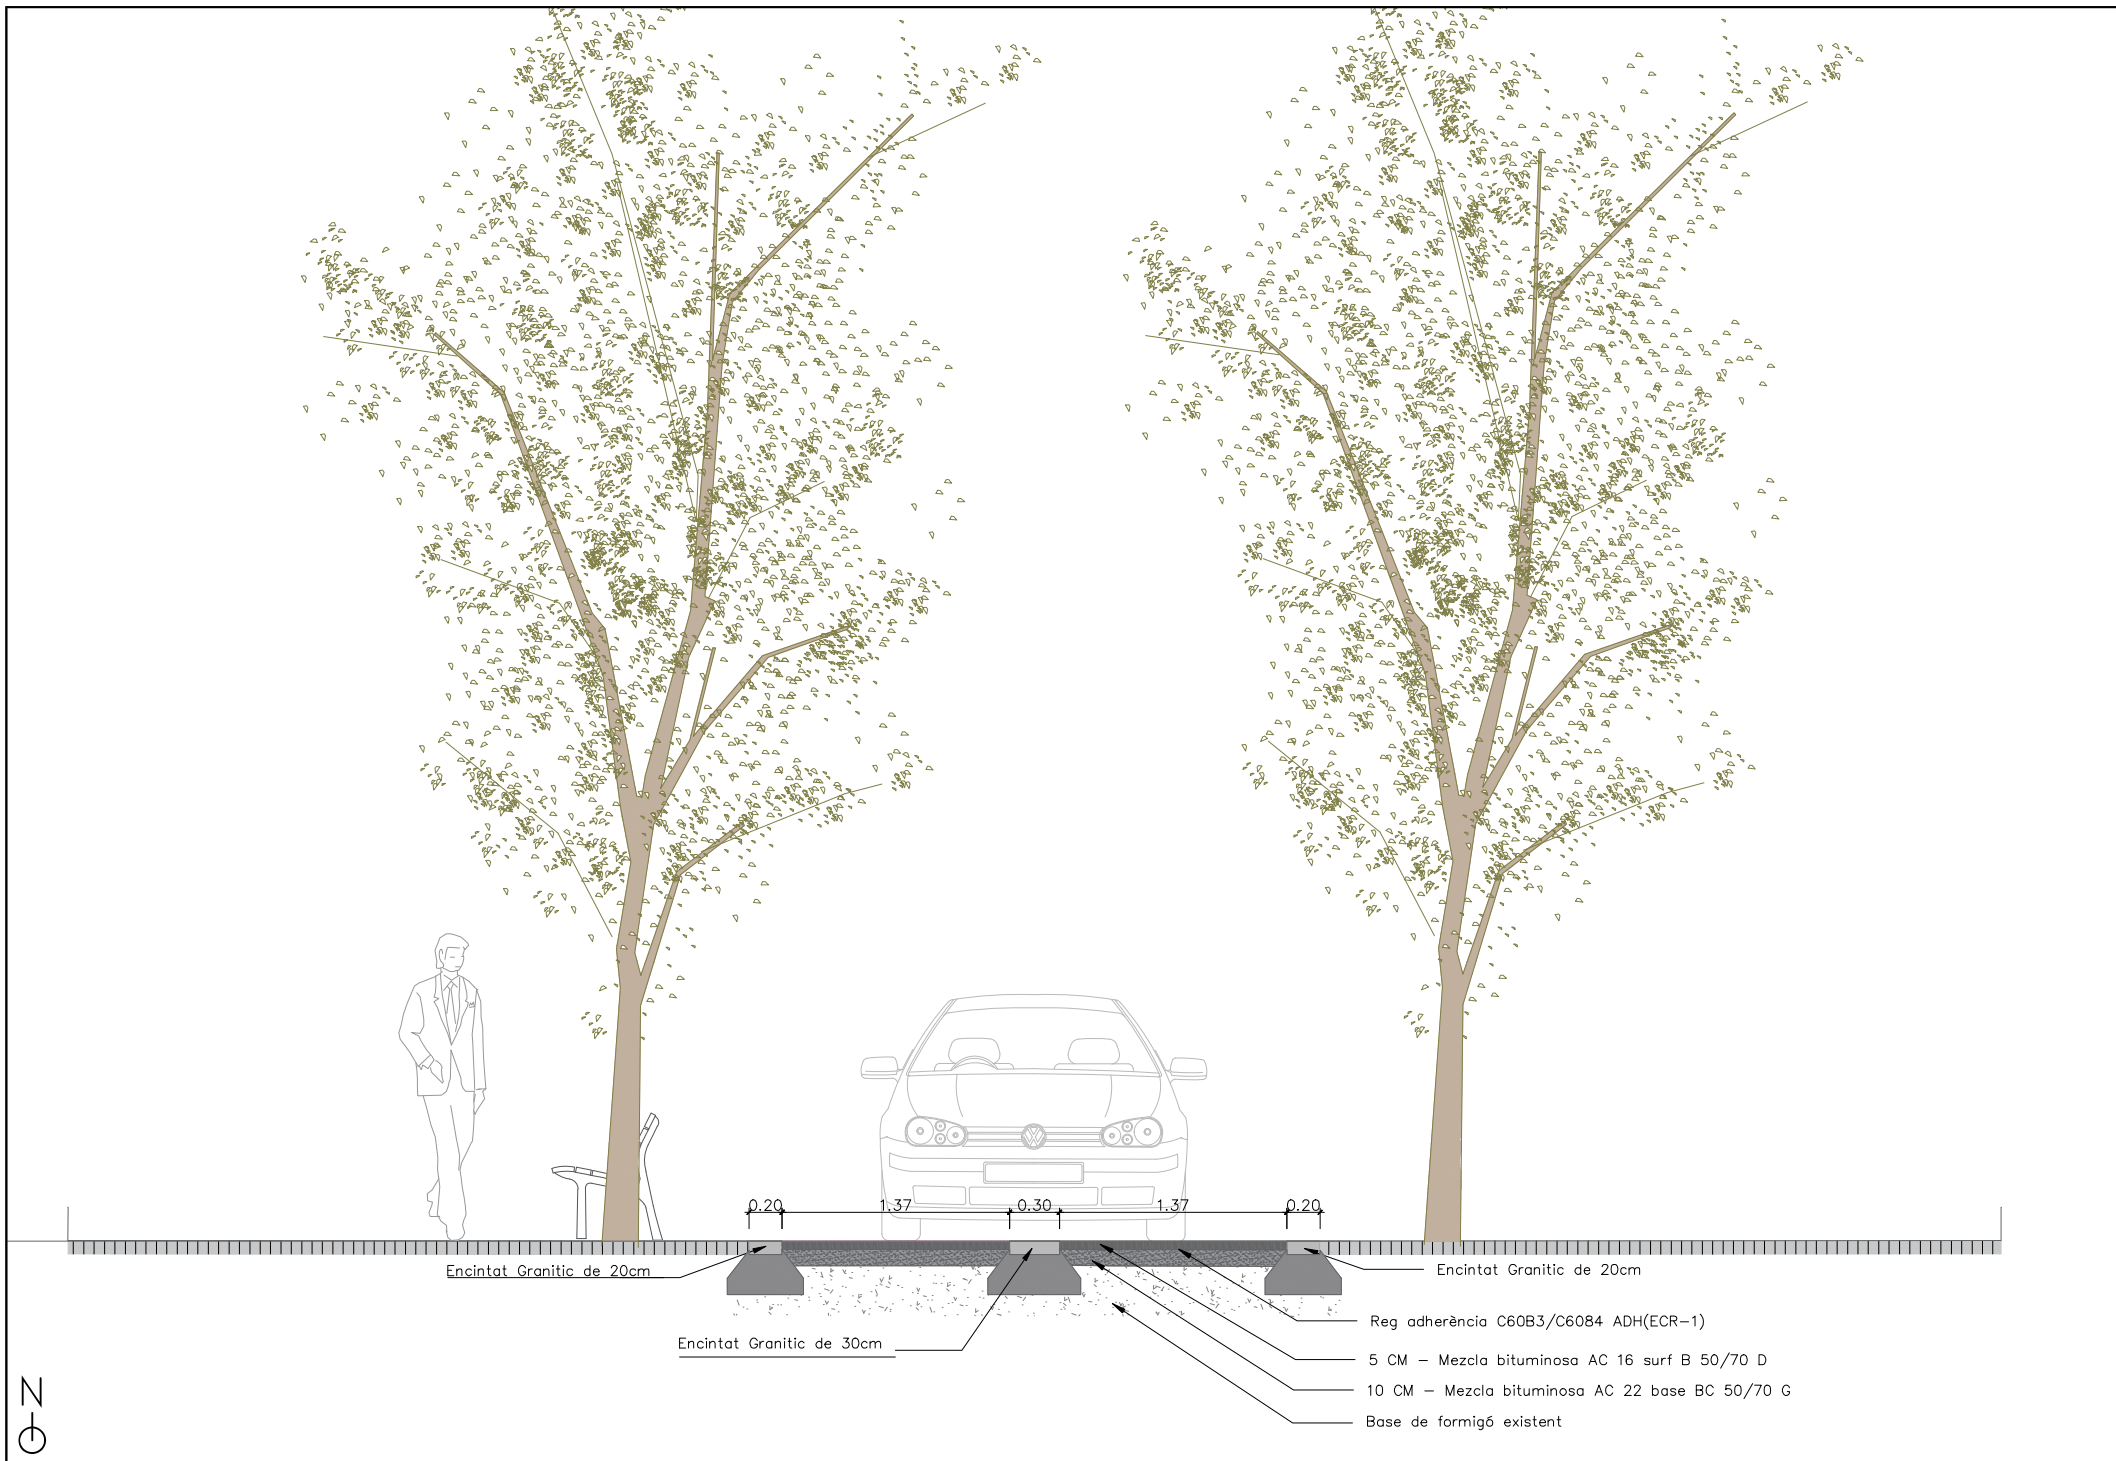 0.20 1.37 0.30 1.37 0.20
Encintat Granitic de 20cm
Encintat Granitic de 20cm
Reg adherència C60B3/C6084 ADH(ECR-1)
Encintat Granitic de 30cm
5 CM - Mezcla bituminosa AC 16 surf B 50/70 D
10 CM - Mezcla bituminosa AC 22 base BC 50/70 G
Base de formigó existent
N